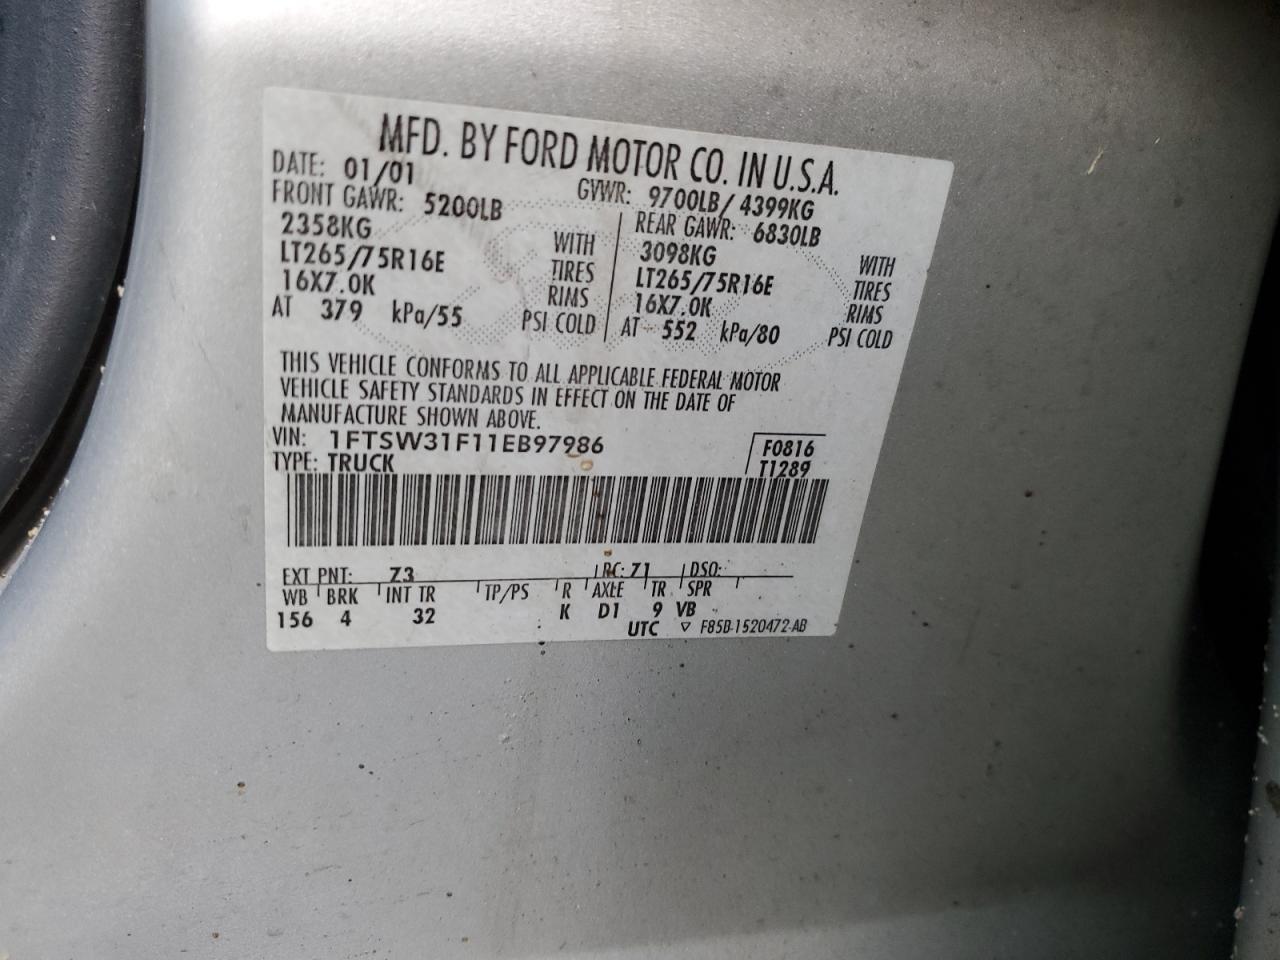 MFD. BY FORD MOTOR CO. IN U.S.A.
DATE: 01/01 GVWR: 9700LB/ 4399KG
FRONT GAWR: 5200LB REAR GAWR: 6830LB
2358KG WITH 3098KG WITH
LT265/75R16E TIRES LT265/75R16E TIRES
16X7.0K RIMS 16X7.0K RIMS
AT 379 kPa/55 PSI COLD AT 552 kPa/80 PSI COLD
THIS VEHICLE CONFORMS TO ALL APPLICABLE FEDERAL MOTOR
VEHICLE SAFETY STANDARDS IN EFFECT ON THE DATE OF
MANUFACTURE SHOWN ABOVE.
VIN: 1FTSW31F11EB97986 F0816
TYPE: TRUCK T1289
EXT PNT: Z3 RC: 71 DSO:
WB BRK INT TR TP/PS R AXLE TR SPR
156 4 32 K D1 9 VB
UTC ▽ F85B-1520472-AB